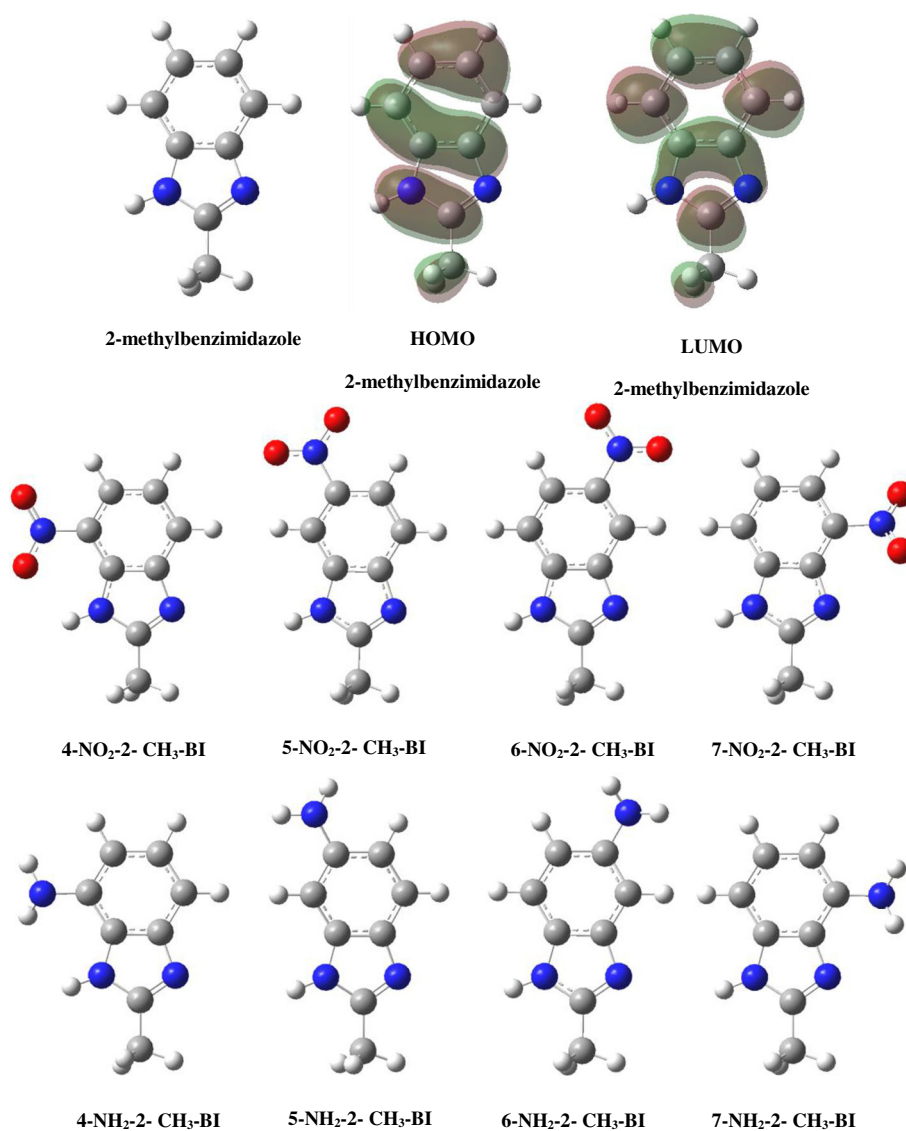 2-methylbenzimidazole
HOMO
2-methylbenzimidazole
LUMO
2-methylbenzimidazole
4-NO₂-2- CH₃-BI
5-NO₂-2- CH₃-BI
6-NO₂-2- CH₃-BI
7-NO₂-2- CH₃-BI
4-NH₂-2- CH₃-BI
5-NH₂-2- CH₃-BI
6-NH₂-2- CH₃-BI
7-NH₂-2- CH₃-BI